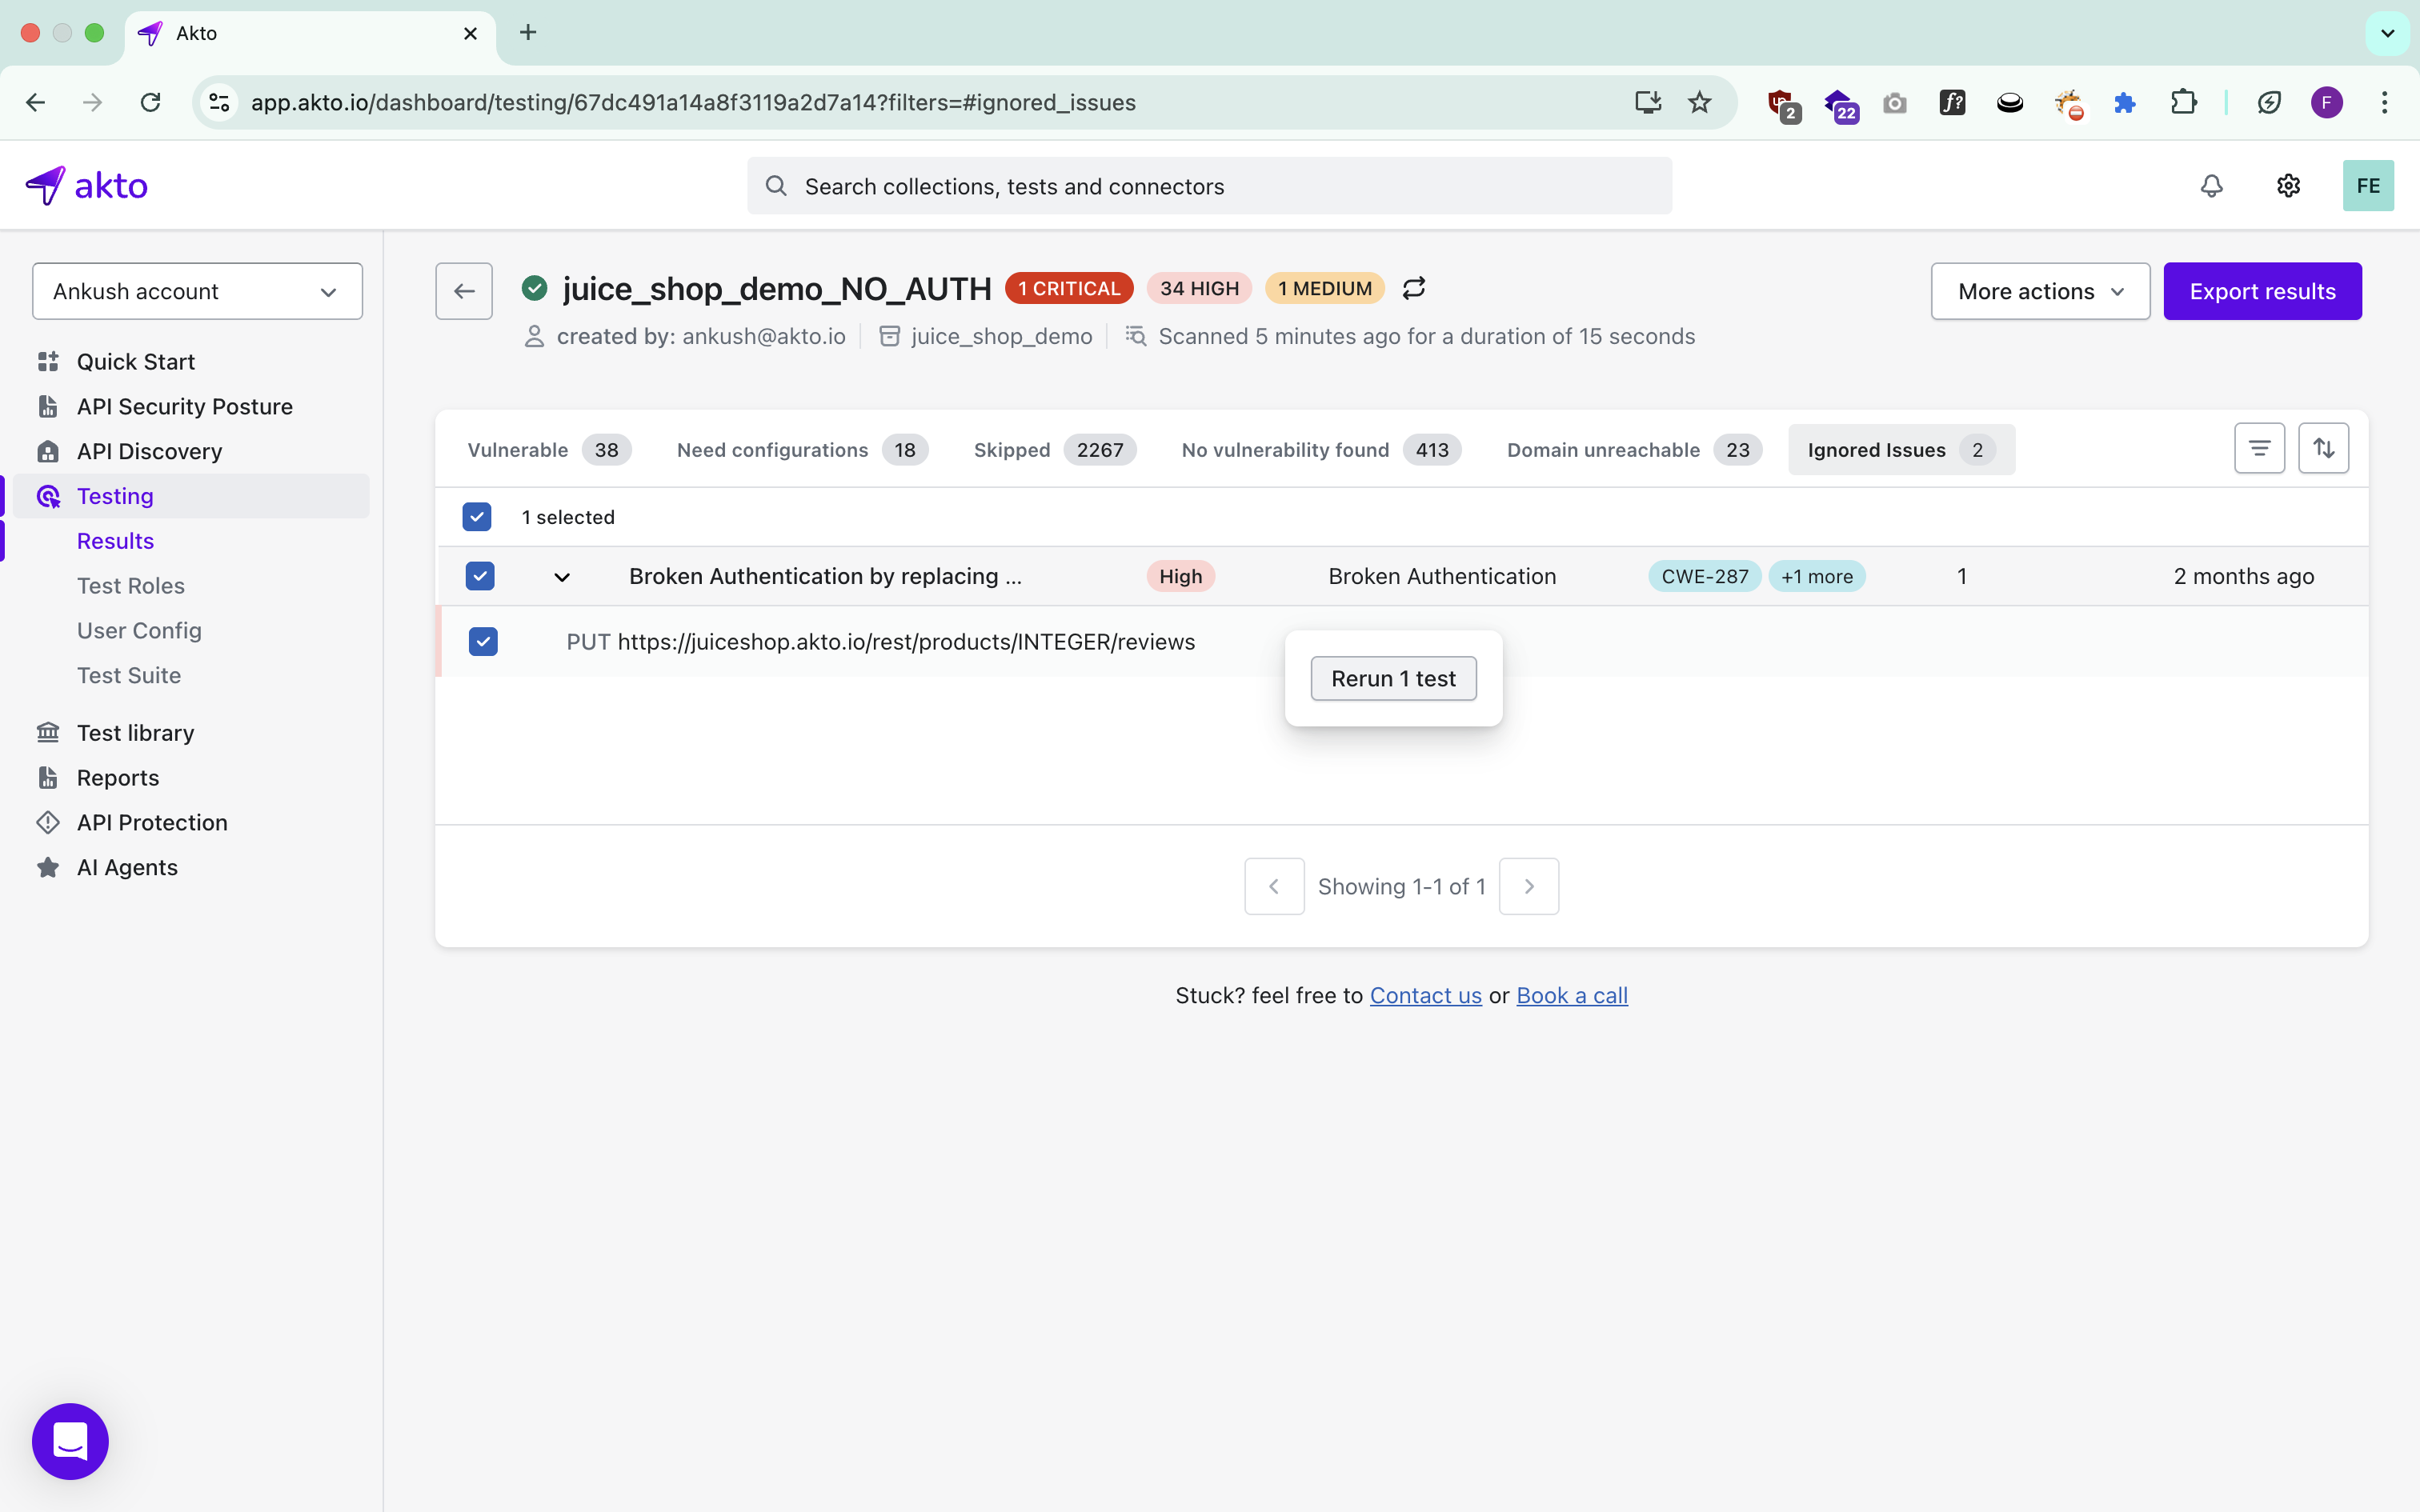 Akto
app.akto.io/dashboard/testing/67dc491a14a8f3119a2d7a14?filters=#ignored_issues
2
22
f?
F
akto
Search collections, tests and connectors
FE
Ankush account
Quick Start
API Security Posture
API Discovery
Testing
Results
Test Roles
User Config
Test Suite
Test library
Reports
API Protection
AI Agents
juice_shop_demo_NO_AUTH 1 CRITICAL 34 HIGH 1 MEDIUM
More actions
Export results
created by: ankush@akto.io juice_shop_demo Scanned 5 minutes ago for a duration of 15 seconds
Vulnerable 38 Need configurations 18 Skipped 2267 No vulnerability found 413 Domain unreachable 23 Ignored Issues 2
1 selected
Broken Authentication by replacing ... High Broken Authentication CWE-287 +1 more 1 2 months ago
PUT https://juiceshop.akto.io/rest/products/INTEGER/reviews
Rerun 1 test
Showing 1-1 of 1
Stuck? feel free to Contact us or Book a call